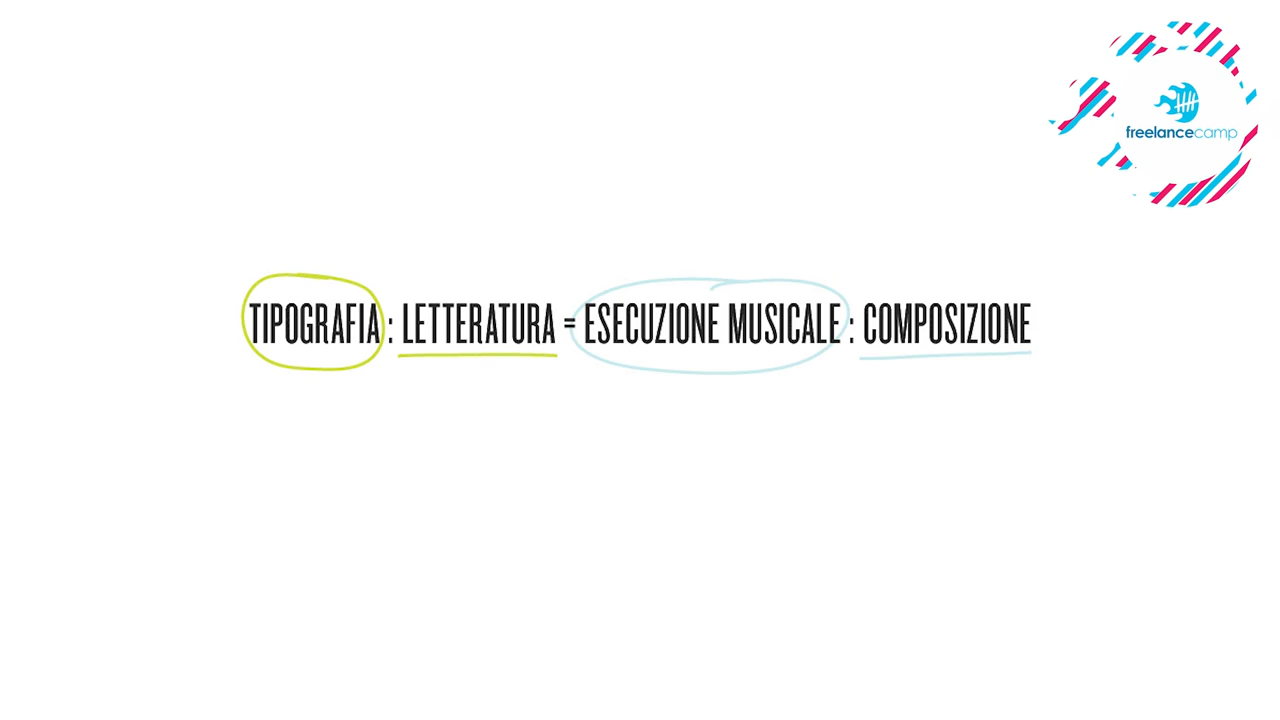 freelancecamp
TIPOGRAFIA : LETTERATURA = ESECUZIONE MUSICALE : COMPOSIZIONE